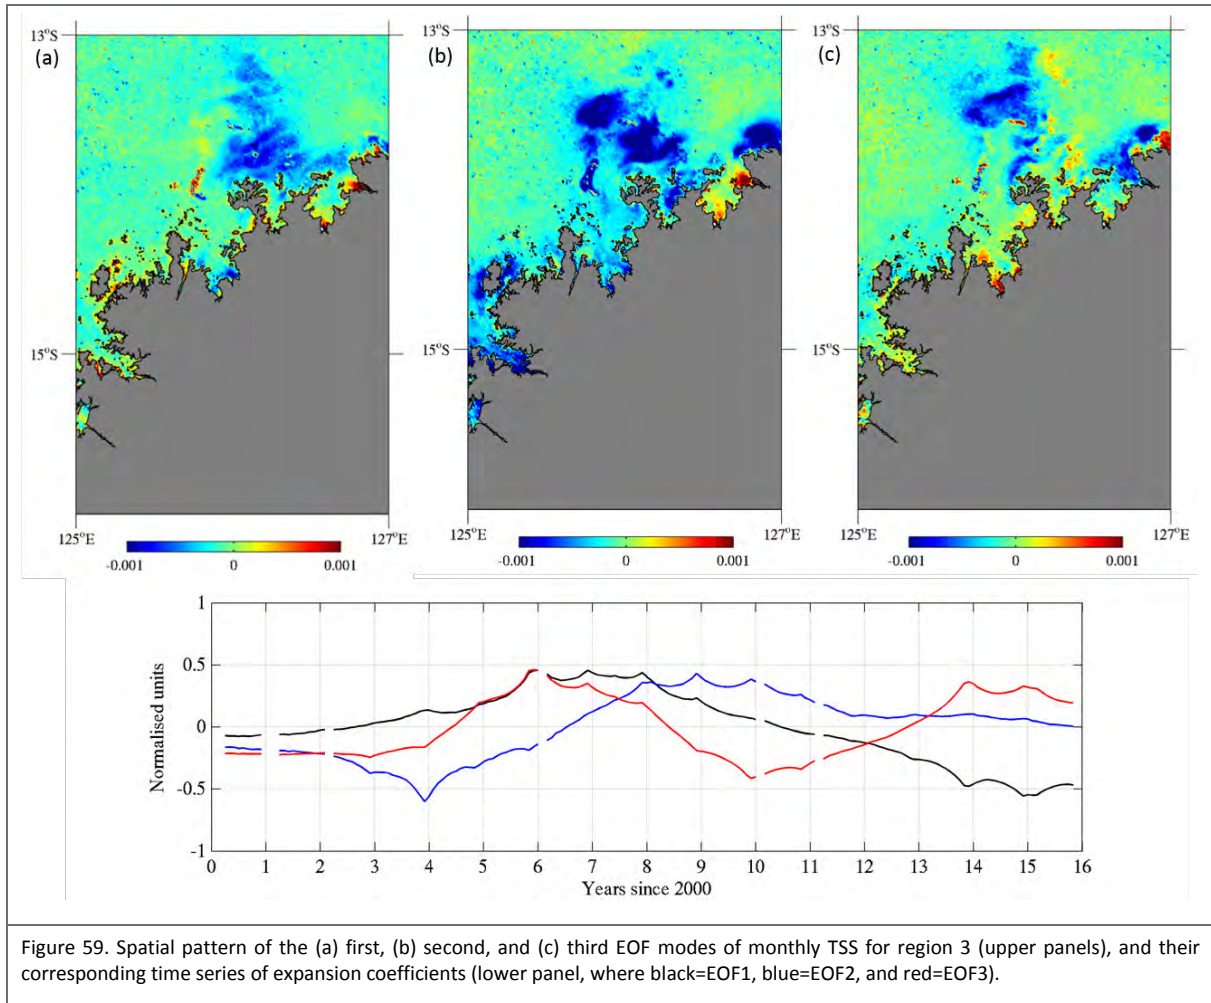 13°S
(a)
(b)
13°S
(c)
15°S
15°S
125°E
127°E
125°E
127°E
125°E
127°E
-0.001
0
0.001
-0.001
0
0.001
-0.001
0
0.001
1
0.5
0
-0.5
-1
Normalised units
0 1 2 3 4 5 6 7 8 9 10 11 12 13 14 15 16
Years since 2000
Figure 59. Spatial pattern of the (a) first, (b) second, and (c) third EOF modes of monthly TSS for region 3 (upper panels), and their
corresponding time series of expansion coefficients (lower panel, where black=EOF1, blue=EOF2, and red=EOF3).